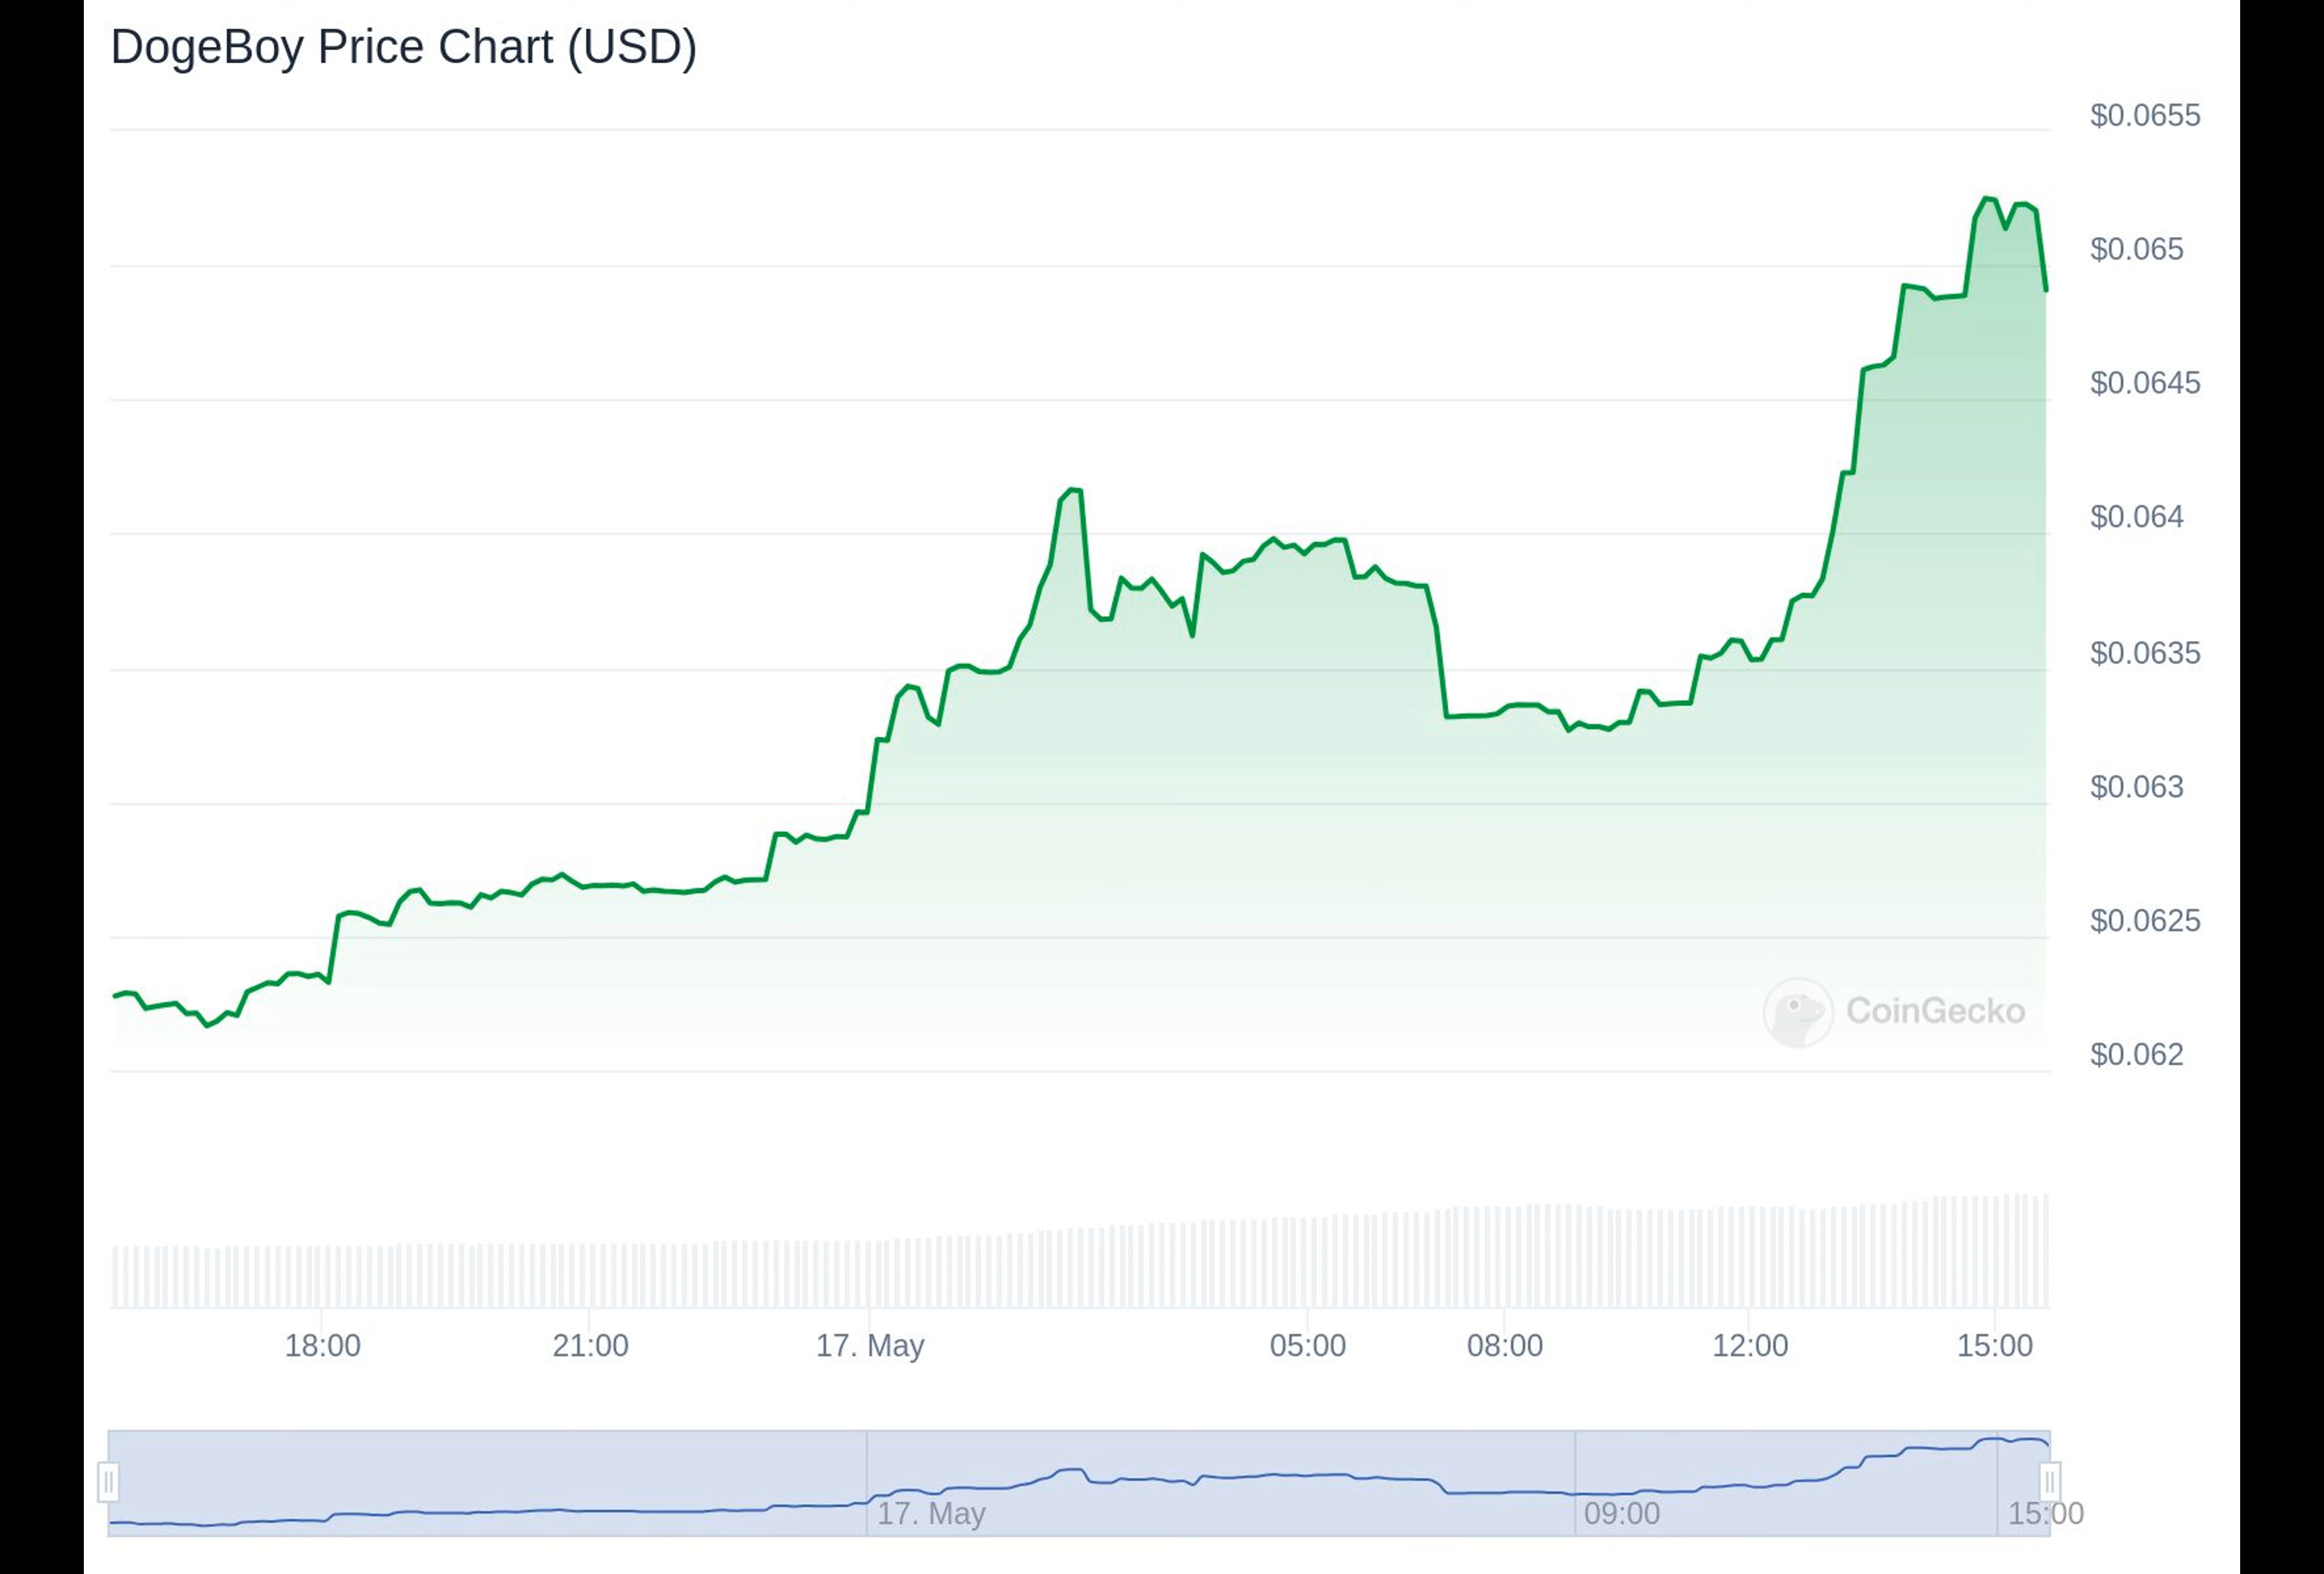 DogeBoy Price Chart (USD)
$0.0655
$0.065
$0.0645
$0.064
$0.0635
$0.063
$0.0625
CoinGecko
$0.062
18:00 21:00 17. May 05:00 08:00 12:00 15:00
17. May 09:00 15:00